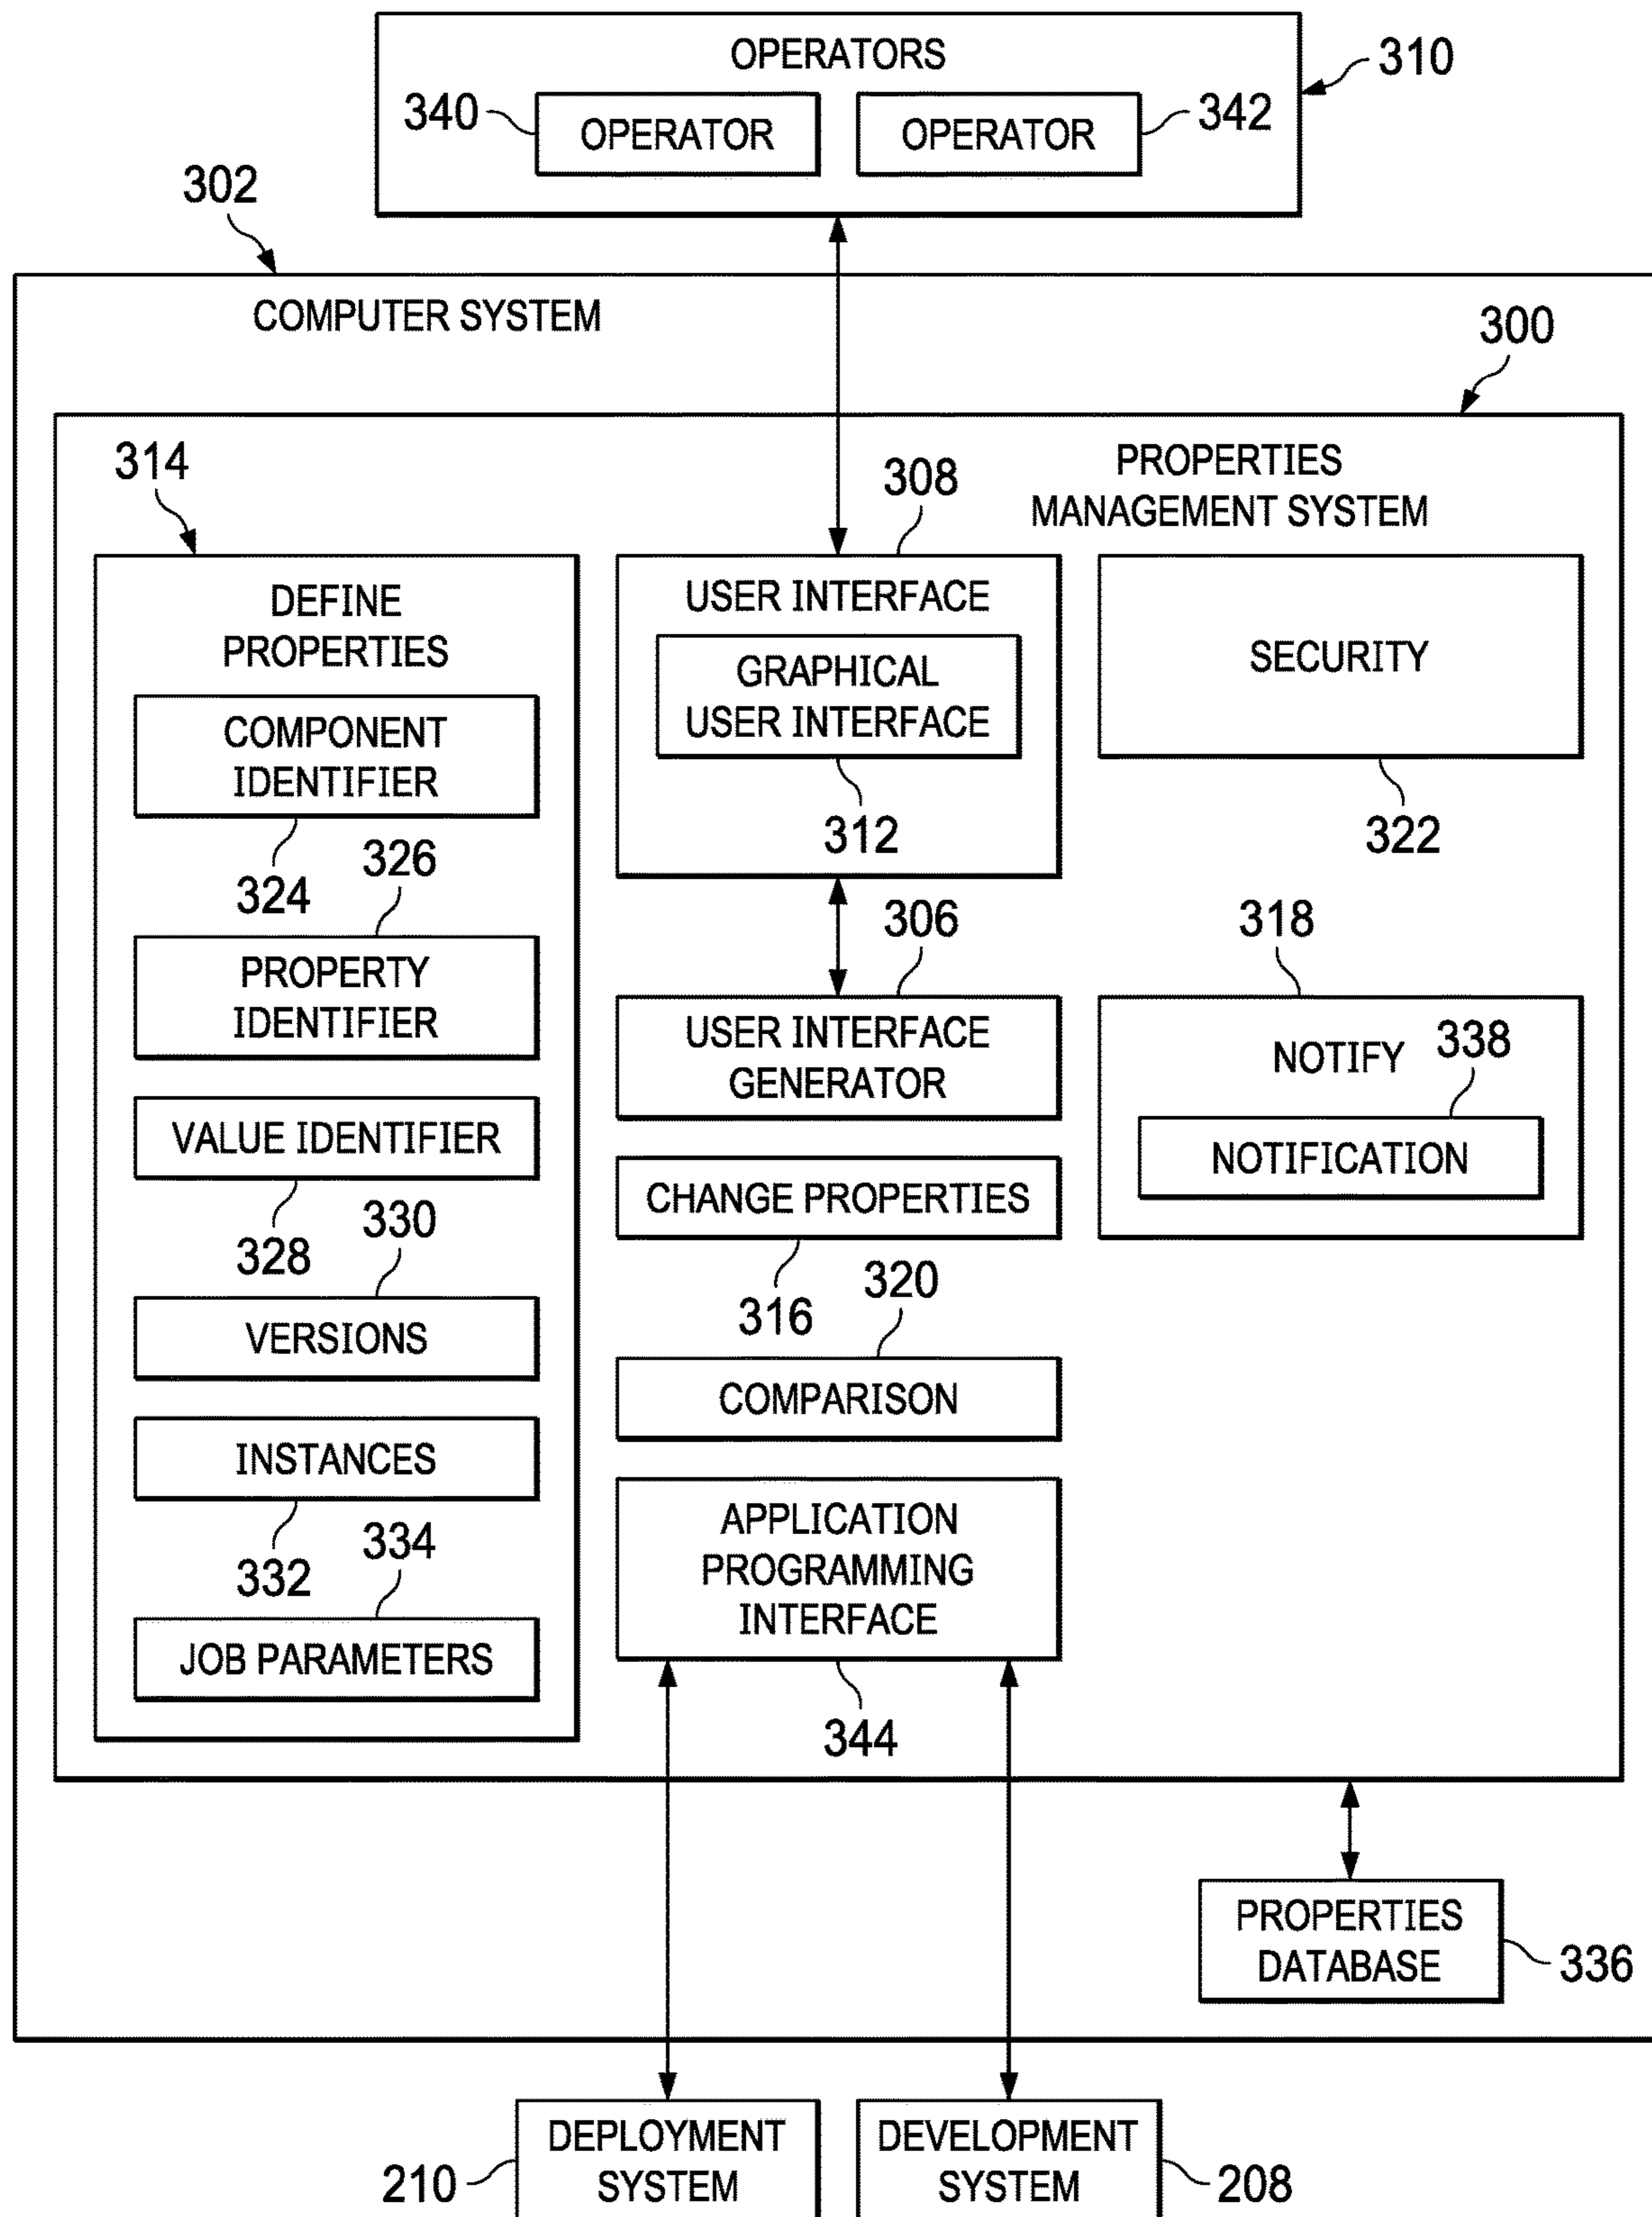 OPERATORS
310
340
OPERATOR
OPERATOR
342
302
COMPUTER SYSTEM
300
PROPERTIES
MANAGEMENT SYSTEM
314
DEFINE
PROPERTIES
COMPONENT
IDENTIFIER
324
326
PROPERTY
IDENTIFIER
VALUE IDENTIFIER
328
330
VERSIONS
INSTANCES
332
334
JOB PARAMETERS
308
USER INTERFACE
GRAPHICAL
USER INTERFACE
312
306
USER INTERFACE
GENERATOR
CHANGE PROPERTIES
316
320
COMPARISON
APPLICATION
PROGRAMMING
INTERFACE
344
SECURITY
322
318
NOTIFY
338
NOTIFICATION
PROPERTIES
DATABASE
336
DEPLOYMENT
SYSTEM
210
DEVELOPMENT
SYSTEM
208